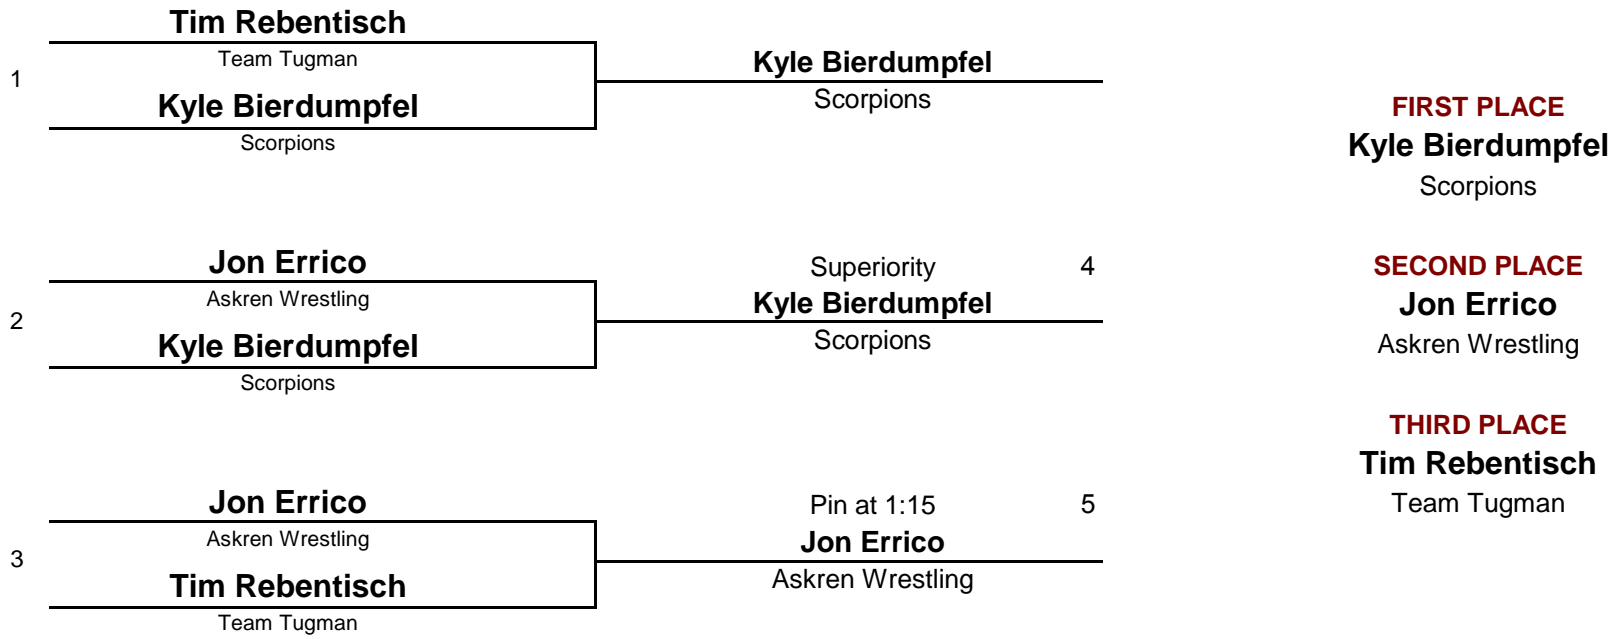 Tim Rebentisch
Team Tugman
1
Kyle Bierdumpfel
Scorpions
Kyle Bierdumpfel
Scorpions
Jon Errico
Askren Wrestling
2
Kyle Bierdumpfel
Scorpions
Superiority 4
Kyle Bierdumpfel
Scorpions
Jon Errico
Askren Wrestling
3
Tim Rebentisch
Team Tugman
Pin at 1:15 5
Jon Errico
Askren Wrestling
FIRST PLACE
Kyle Bierdumpfel
Scorpions
SECOND PLACE
Jon Errico
Askren Wrestling
THIRD PLACE
Tim Rebentisch
Team Tugman